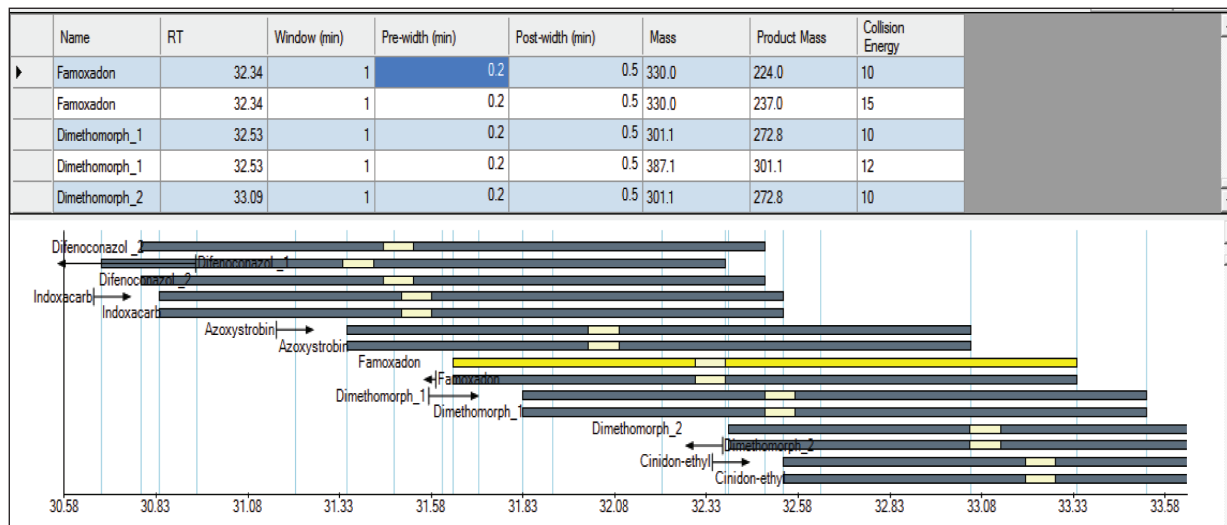 Name RT Window (min) Pre-width (min) Post-width (min) Mass Product Mass Collision Energy
Famoxadon 32.34 1 0.2 0.5 330.0 224.0 10
Famoxadon 32.34 1 0.2 0.5 330.0 237.0 15
Dimethomorph_1 32.53 1 0.2 0.5 301.1 272.8 10
Dimethomorph_1 32.53 1 0.2 0.5 387.1 301.1 12
Dimethomorph_2 33.09 1 0.2 0.5 301.1 272.8 10
Difenoconazol_2
Difenoconazol_1
Difenoconazol_2
Indoxacarb
Indoxacarb
Azoxystrobin
Azoxystrobin
Famoxadon
Famoxadon
Dimethomorph_1
Dimethomorph_1
Dimethomorph_2
Dimethomorph_2
Cinidon-ethyl
Cinidon-ethyl
30.58 30.83 31.08 31.33 31.58 31.83 32.08 32.33 32.58 32.83 33.08 33.33 33.58